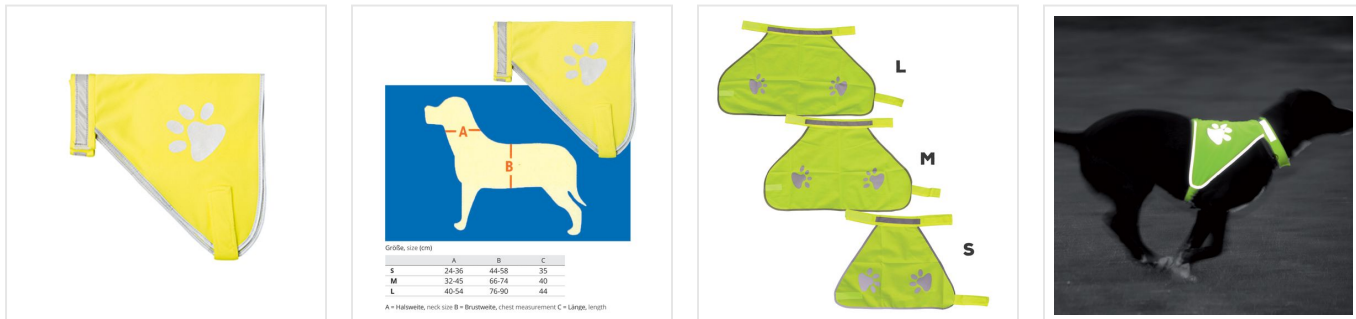 A
B
Größe, size (cm)
A B C
S 24-36 44-58 35
M 32-45 66-74 40
L 40-54 76-90 44
A = Halsweite, neck size B = Brustweite, chest measurement C = Länge, length
L
M
S